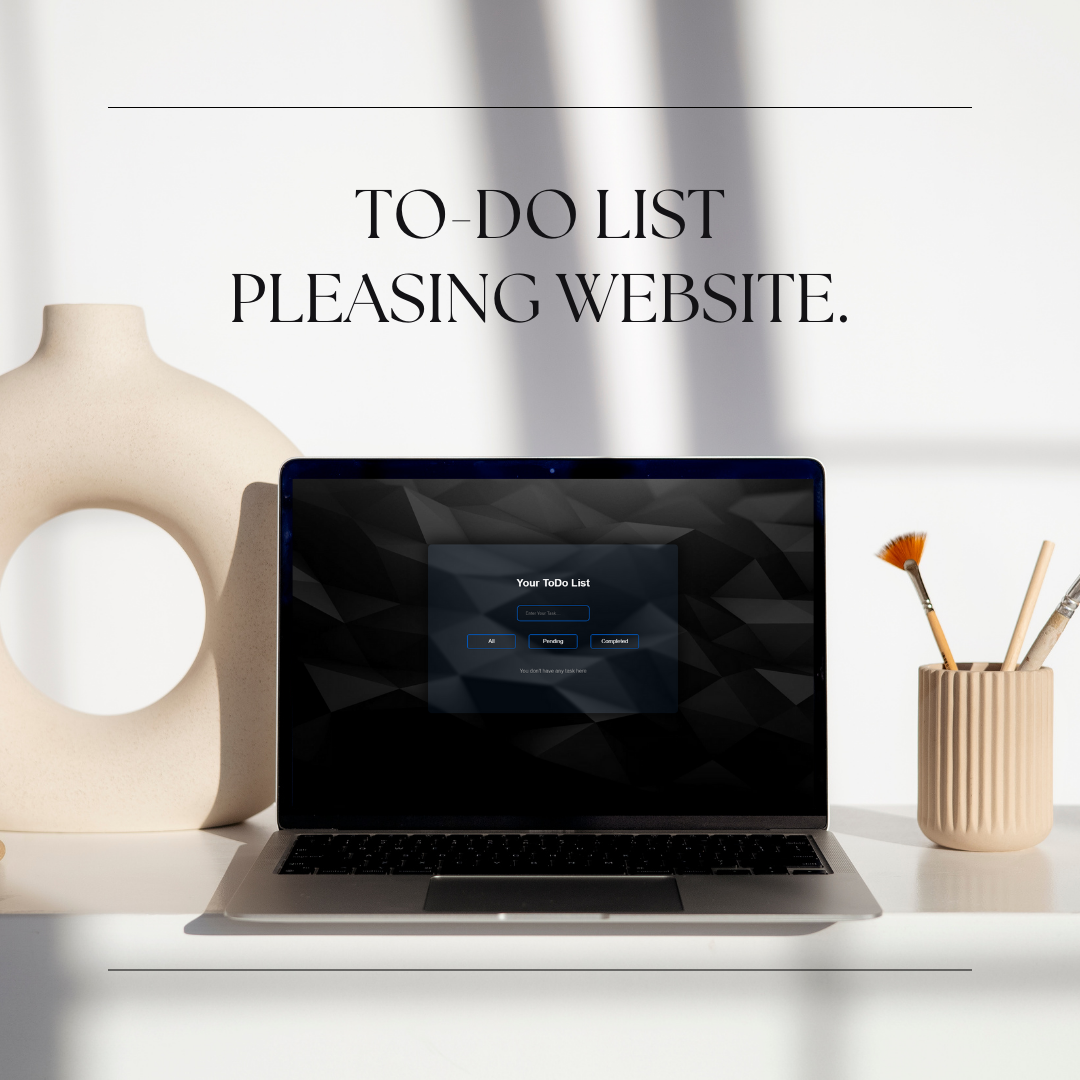 TO-DO LIST
PLEASING WEBSITE.
Your ToDo List
Enter Your Task...
All Pending Completed
You don't have any task here